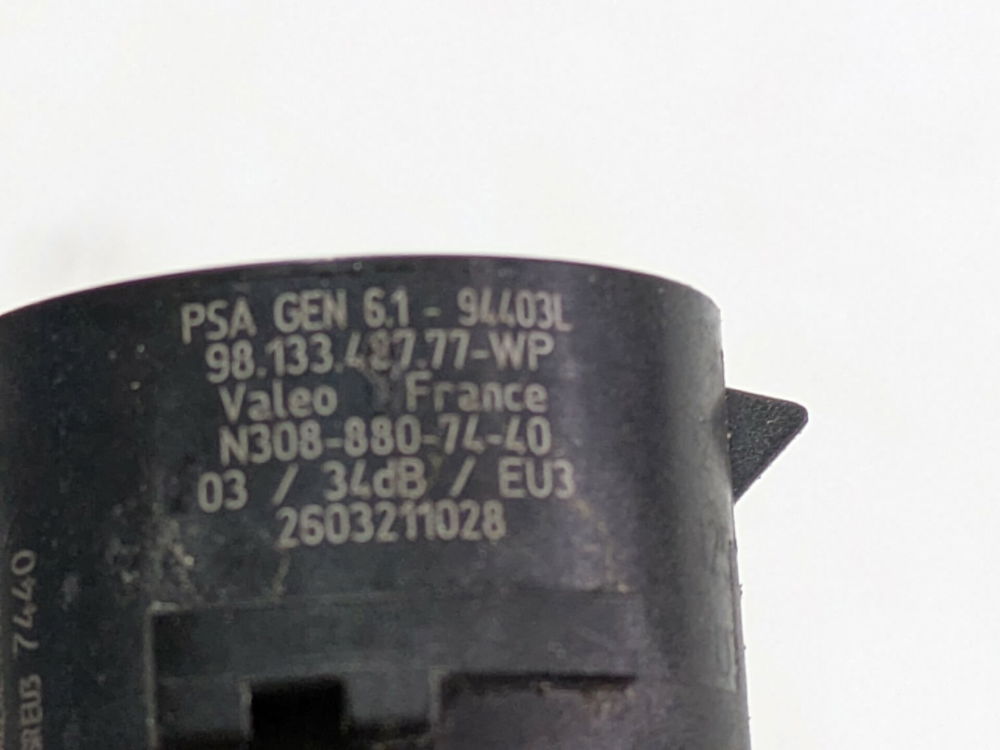 PSA GEN 6.1 - 94403L
98.133.487.77-WP
Valeo France
N308-880-74-40
03 / 34dB / EU3
2603211028
7440